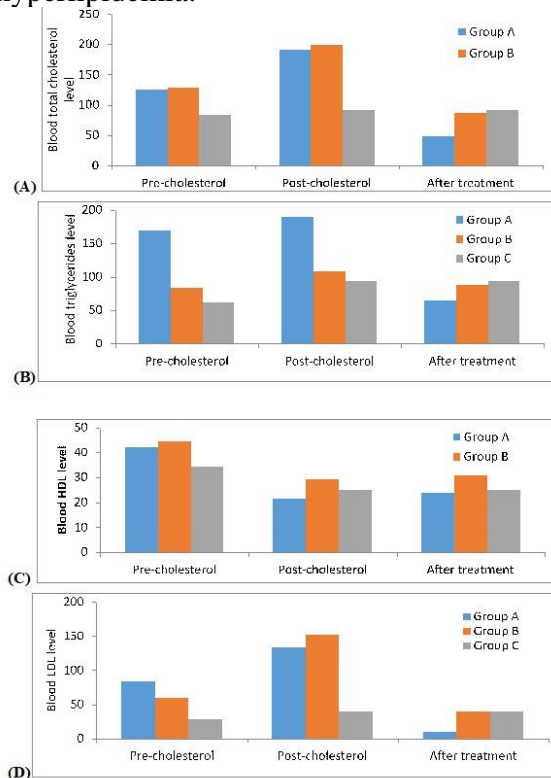 hyperlipidemia.
Blood total cholesterol
level
250
200
150
100
50
0
Group A
Group B
Pre-cholesterol
Post-cholesterol
After treatment
(A)
Blood triglycerides level
200
150
100
50
0
Group A
Group B
Group C
Pre-cholesterol
Post-cholesterol
After treatment
(B)
Blood HDL level
50
40
30
20
10
0
Group A
Group B
Pre-cholesterol
Post-cholesterol
After treatment
(C)
Blood LDL level
200
150
100
50
0
Group A
Group B
Group C
Pre-cholesterol
Post-cholesterol
After treatment
(D)